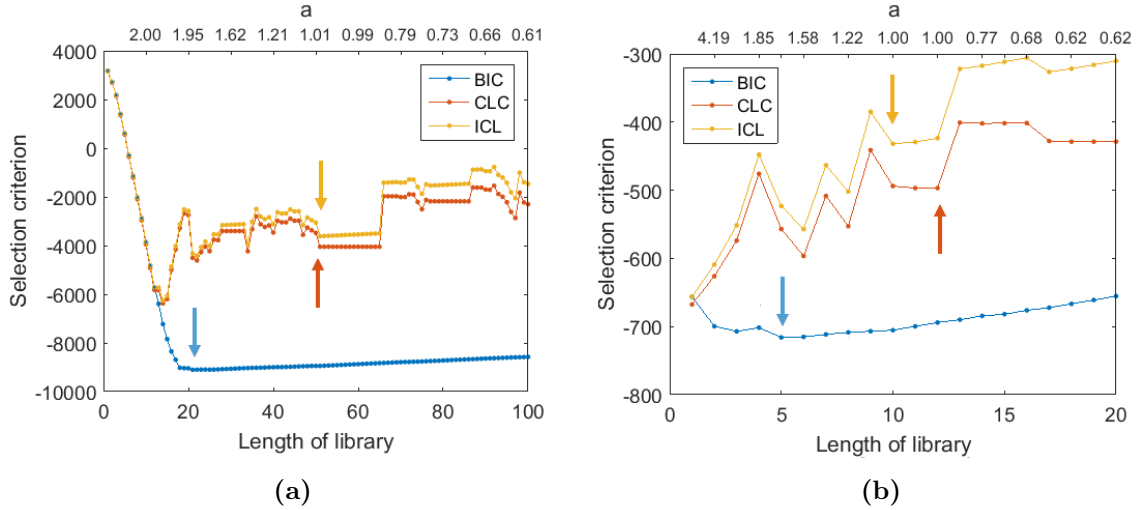 a
2.00 1.95 1.62 1.21 1.01 0.99 0.79 0.73 0.66 0.61
4000
2000
0
-2000
-4000
-6000
-8000
-10000
Selection criterion
BIC
CLC
ICL
0 20 40 60 80 100
Length of library
(a)
a
4.19 1.85 1.58 1.22 1.00 1.00 0.77 0.68 0.62 0.62
-300
-400
-500
-600
-700
-800
Selection criterion
BIC
CLC
ICL
0 5 10 15 20
Length of library
(b)